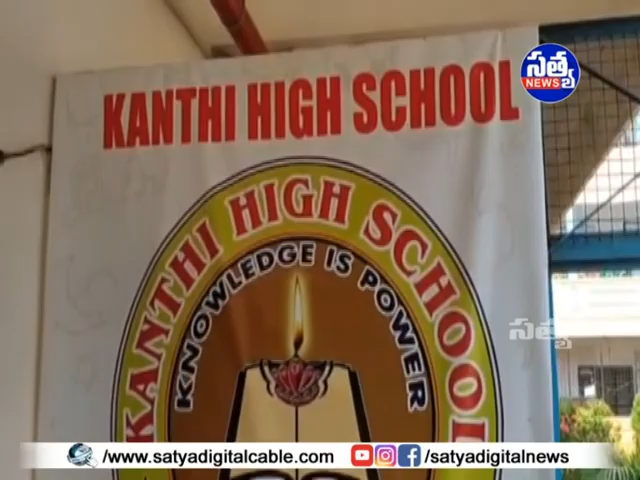 KANTHI HIGH SCHOOL
సత్య
NEWS
KANTHI HIGH SCHOOL
KNOWLEDGE IS POWER
సత్య
/www.satyadigitalcable.com
/satyadigitalnews